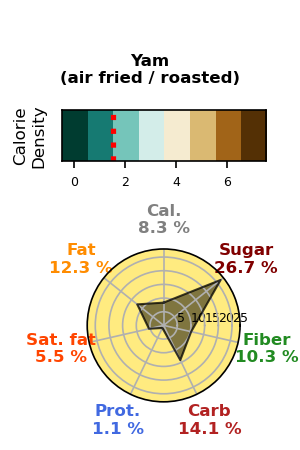 Yam
(air fried / roasted)
Calorie
Density
0 2 4 6
Cal.
8.3 %
Fat
12.3 %
Sugar
26.7 %
5 10 15 20 25
Sat. fat
5.5 %
Fiber
10.3 %
Prot.
1.1 %
Carb
14.1 %